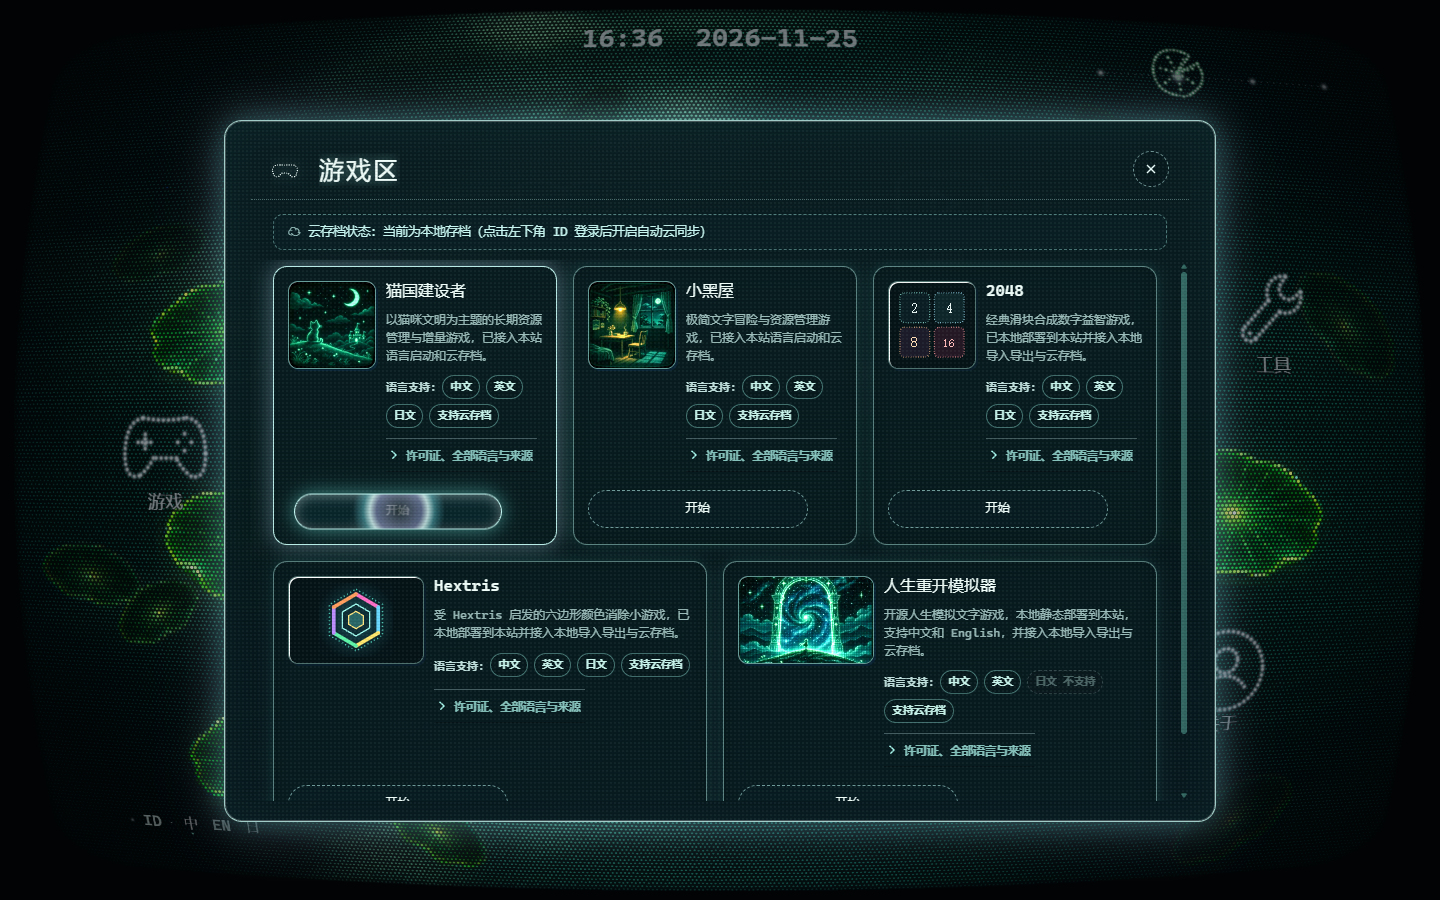 16:36 2026-11-25
游戏区
云存档状态：当前为本地存档（点击左下角 ID 登录后开启自动云同步）
猫国建设者
以猫咪文明为主题的长期资源
管理与增量游戏，已接入本站
语言启动和云存档。
语言支持： 中文 英文
日文 支持云存档
许可证、全部语言与来源
开始
小黑屋
极简文字冒险与资源管理游
戏，已接入本站语言启动和云
存档。
语言支持： 中文 英文
日文 支持云存档
许可证、全部语言与来源
开始
2 4
8 16
2048
经典滑块合成数字益智游戏，
已本地部署到本站并接入本地
导入导出与云存档。
语言支持： 中文 英文
日文 支持云存档
许可证、全部语言与来源
开始
Hextris
受 Hextris 启发的六边形颜色消除小游戏，已
本地部署到本站并接入本地导入导出与云存档。
语言支持： 中文 英文 日文 支持云存档
许可证、全部语言与来源
开始
人生重开模拟器
开源人生模拟文字游戏，本地静态部署到本站，
支持中文和 English，并接入本地导入导出与
云存档。
语言支持： 中文 英文 日文 不支持
支持云存档
许可证、全部语言与来源
开始
游戏
工具
于
· ID · 中 EN 日